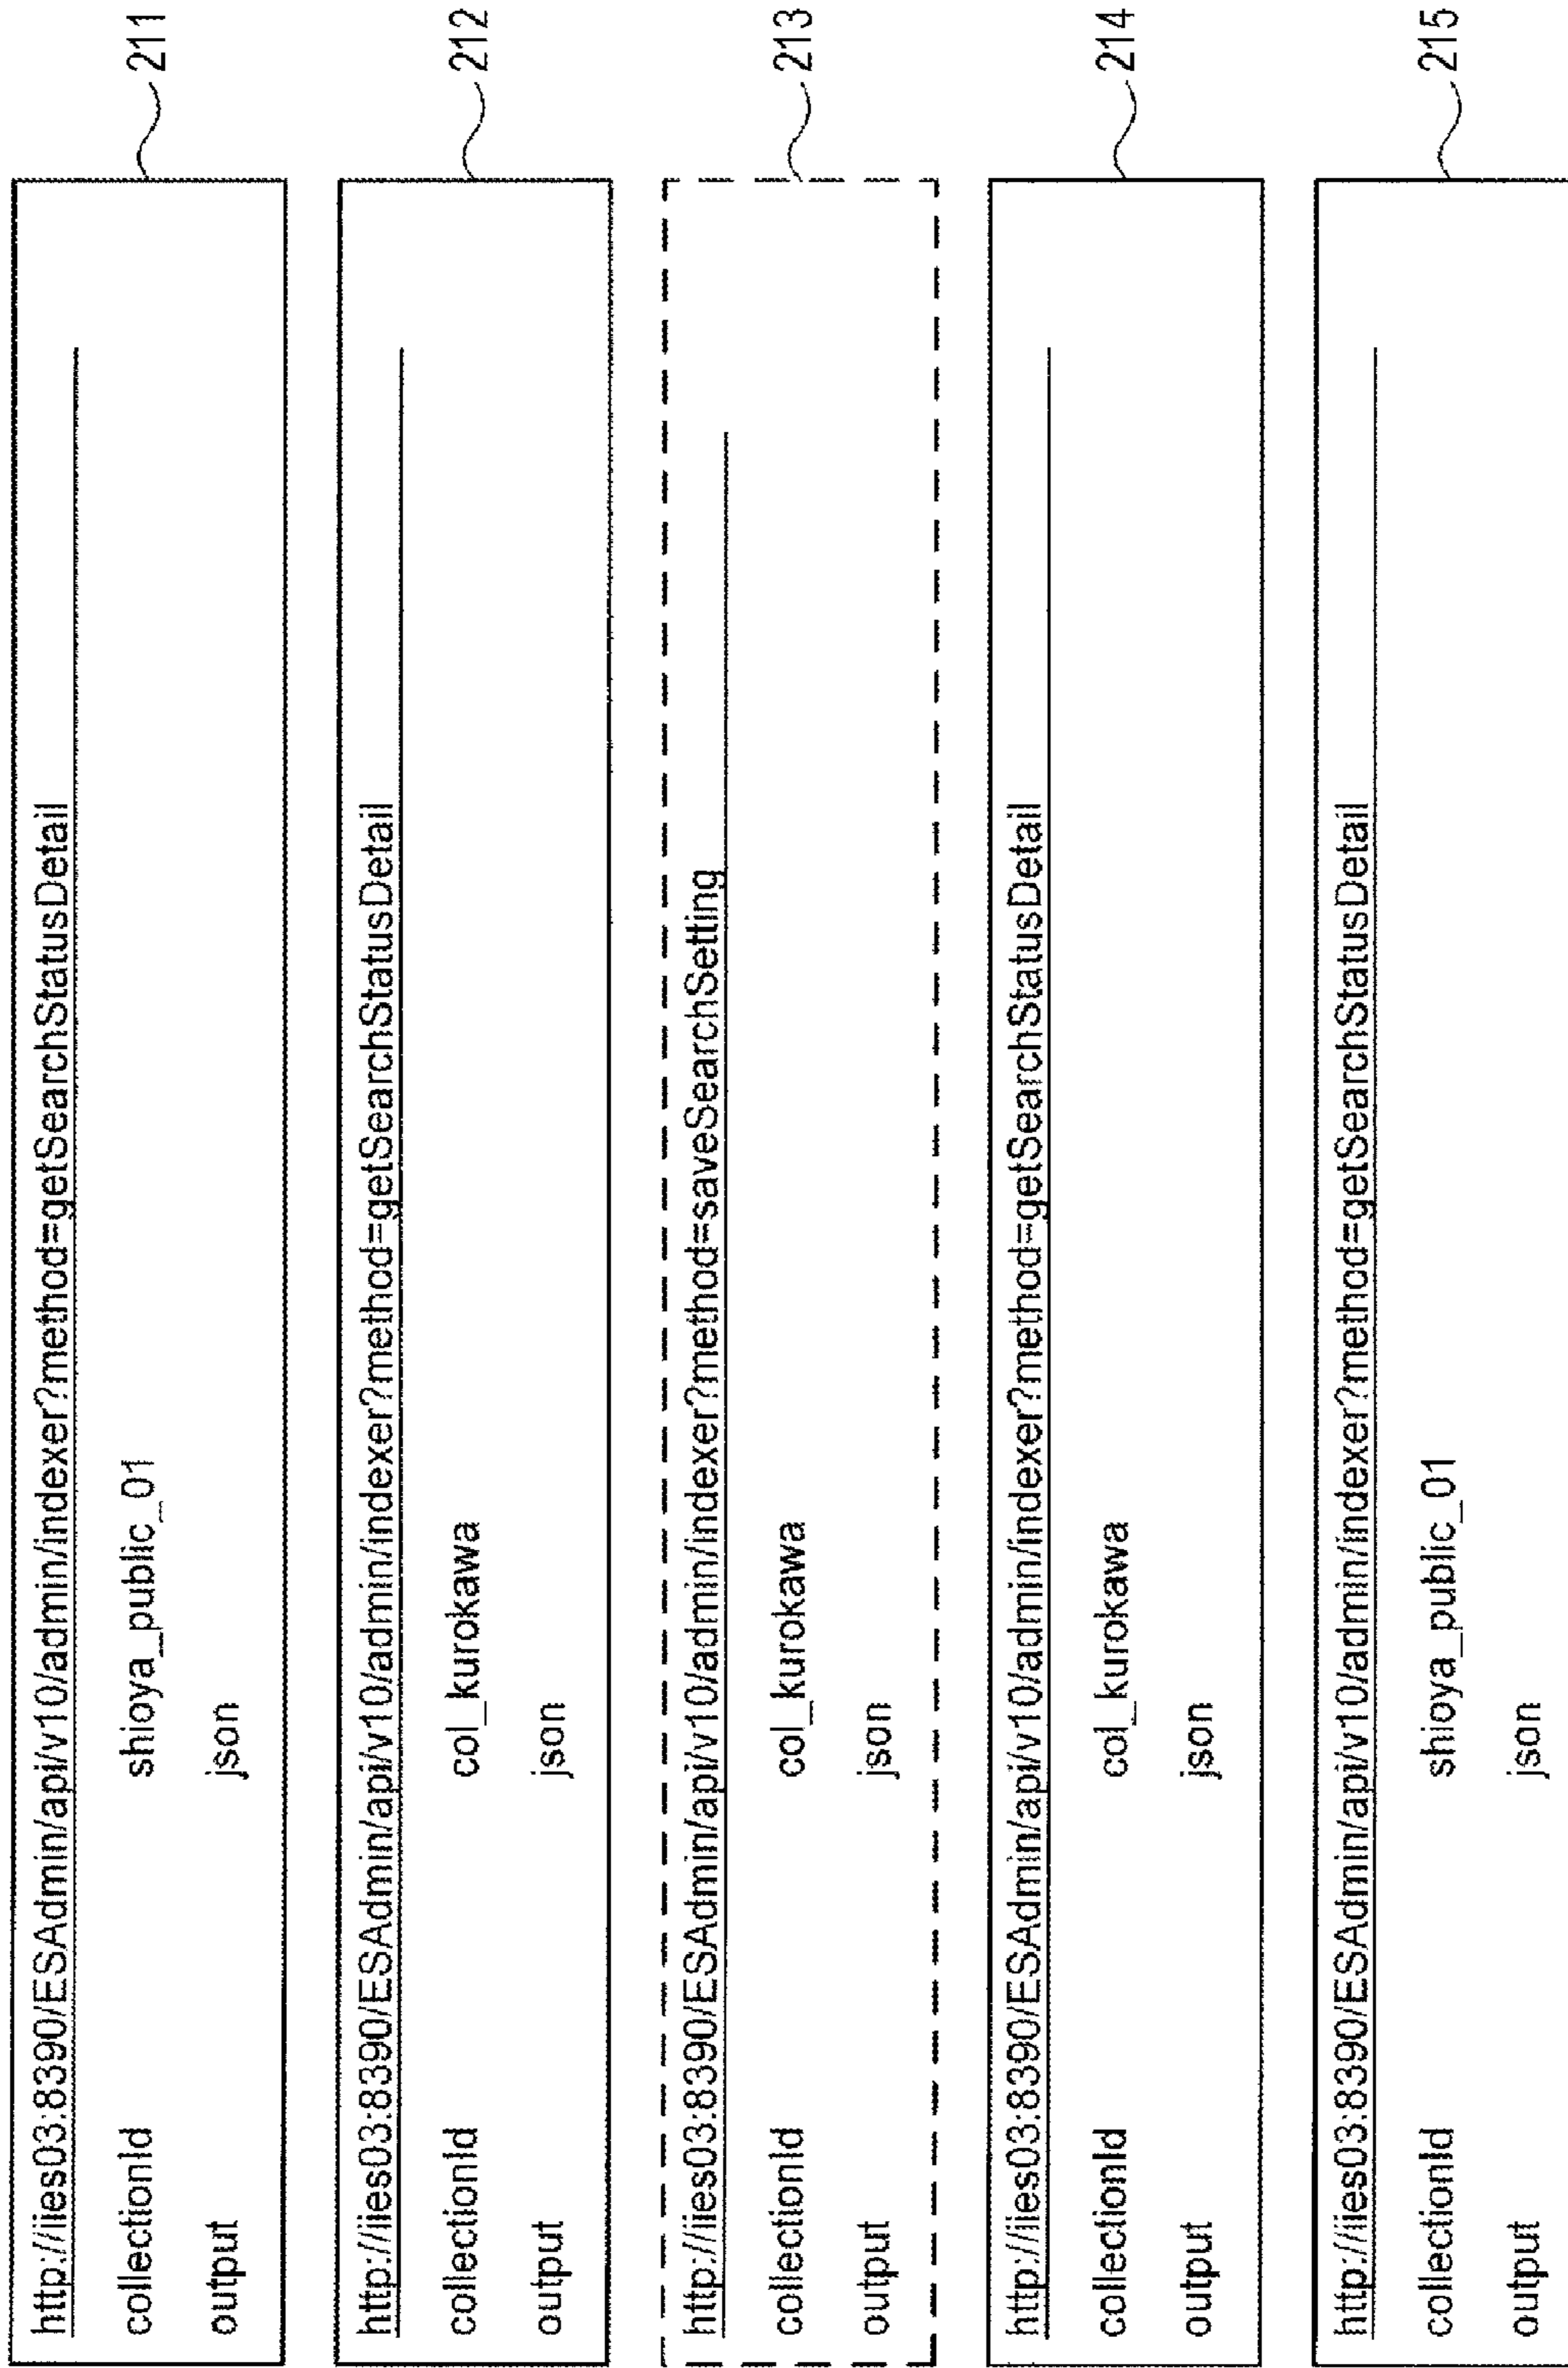 http://iies03:8390/ESAdmin/api/v10/admin/indexer?method=getSearchStatusDetail
collectionId shioya_public_01
output json
211
http://iies03:8390/ESAdmin/api/v10/admin/indexer?method=getSearchStatusDetail
collectionId col_kurokawa
output json
212
http://iies03:8390/ESAdmin/api/v10/admin/indexer?method=saveSearchSetting
collectionId col_kurokawa
output json
213
http://iies03:8390/ESAdmin/api/v10/admin/indexer?method=getSearchStatusDetail
collectionId col_kurokawa
output json
214
http://iies03:8390/ESAdmin/api/v10/admin/indexer?method=getSearchStatusDetail
collectionId shioya_public_01
output json
215